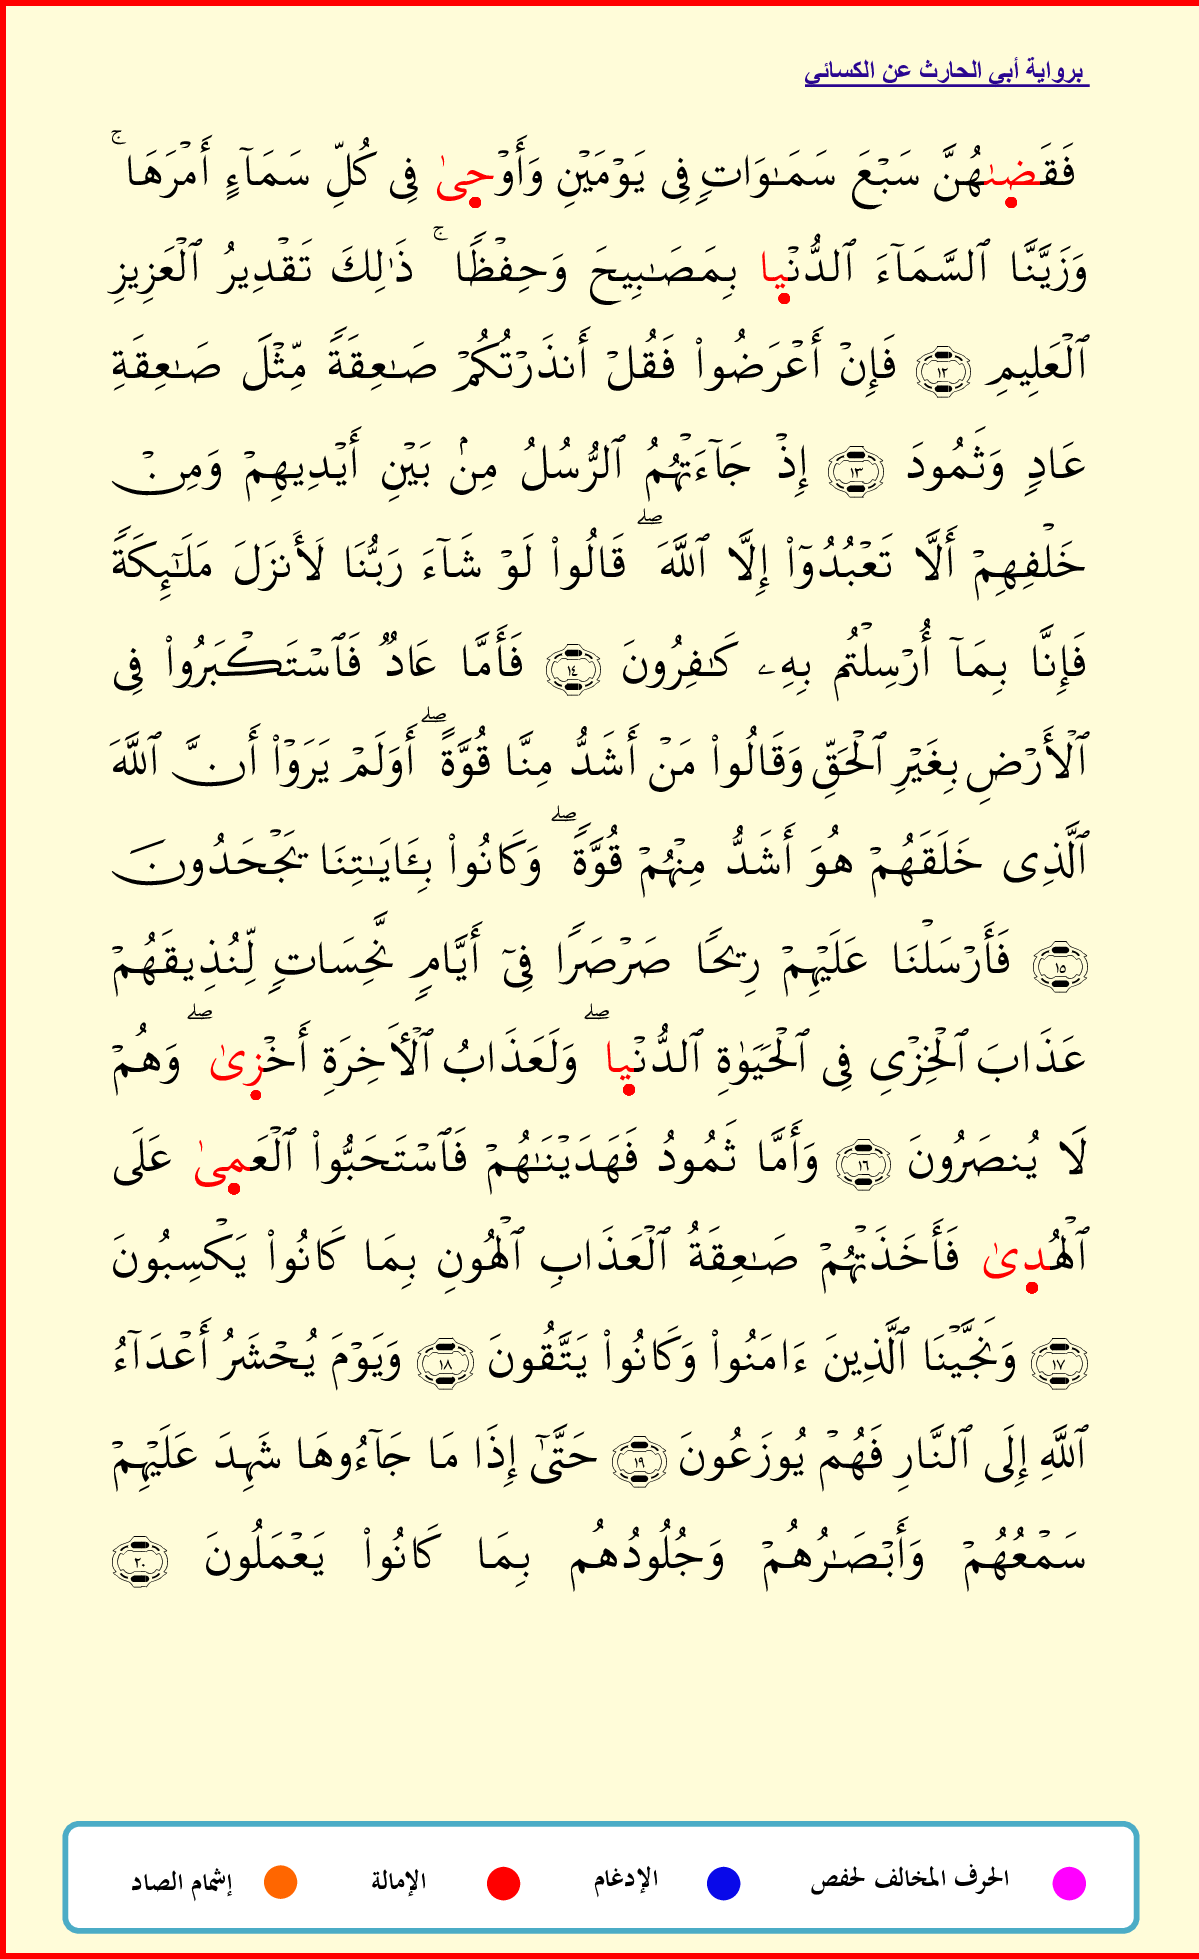 برواية أبي الحارث عن الكسائي
فَقَضىٰهُنَّ سَبْعَ سَمَـٰوَاتٍ فِى يَوْمَيْنِ وَأَوْحِىٰ فِى كُلِّ سَمَآءٍ أَمْرَهَا ۚ
وَزَيَّنَّا ٱلسَّمَآءَ ٱلدُّنْيا بِمَصَـٰبِيحَ وَحِفْظًا ۚ ذَٰلِكَ تَقْدِيرُ ٱلْعَزِيزِ
ٱلْعَلِيمِ ١٢ فَإِنْ أَعْرَضُوا۟ فَقُلْ أَنذَرْتُكُمْ صَـٰعِقَةً مِّثْلَ صَـٰعِقَةِ
عَادٍ وَثَمُودَ ١٣ إِذْ جَآءَتْهُمُ ٱلرُّسُلُ مِنۢ بَيْنِ أَيْدِيهِمْ وَمِنْ
خَلْفِهِمْ أَلَّا تَعْبُدُوٓا۟ إِلَّا ٱللَّهَ ۖ قَالُوا۟ لَوْ شَآءَ رَبُّنَا لَأَنزَلَ مَلَـٰٓئِكَةً
فَإِنَّا بِمَآ أُرْسِلْتُم بِهِۦ كَـٰفِرُونَ ١٤ فَأَمَّا عَادٌ فَٱسْتَكْبَرُوا۟ فِى
ٱلْأَرْضِ بِغَيْرِ ٱلْحَقِّ وَقَالُوا۟ مَنْ أَشَدُّ مِنَّا قُوَّةً ۖ أَوَلَمْ يَرَوْا۟ أَنَّ ٱللَّهَ
ٱلَّذِى خَلَقَهُمْ هُوَ أَشَدُّ مِنْهُمْ قُوَّةً ۖ وَكَانُوا۟ بِـَٔايَـٰتِنَا يَجْحَدُونَ
١٥ فَأَرْسَلْنَا عَلَيْهِمْ رِيحًا صَرْصَرًا فِىٓ أَيَّامٍ نَّحِسَاتٍ لِّنُذِيقَهُمْ
عَذَابَ ٱلْخِزْىِ فِى ٱلْحَيَوٰةِ ٱلدُّنْيا ۖ وَلَعَذَابُ ٱلْـَٔاخِرَةِ أَخْزِىٰ ۖ وَهُمْ
لَا يُنصَرُونَ ١٦ وَأَمَّا ثَمُودُ فَهَدَيْنَـٰهُمْ فَٱسْتَحَبُّوا۟ ٱلْعَمِىٰ عَلَى
ٱلْهُدِىٰ فَأَخَذَتْهُمْ صَـٰعِقَةُ ٱلْعَذَابِ ٱلْهُونِ بِمَا كَانُوا۟ يَكْسِبُونَ
١٧ وَنَجَّيْنَا ٱلَّذِينَ ءَامَنُوا۟ وَكَانُوا۟ يَتَّقُونَ ١٨ وَيَوْمَ يُحْشَرُ أَعْدَآءُ
ٱللَّهِ إِلَى ٱلنَّارِ فَهُمْ يُوزَعُونَ ١٩ حَتَّىٰٓ إِذَا مَا جَآءُوهَا شَهِدَ عَلَيْهِمْ
سَمْعُهُمْ وَأَبْصَـٰرُهُمْ وَجُلُودُهُم بِمَا كَانُوا۟ يَعْمَلُونَ ٢٠
الحرف المخالف لحفص الإدغام الإمالة إشمام الصاد